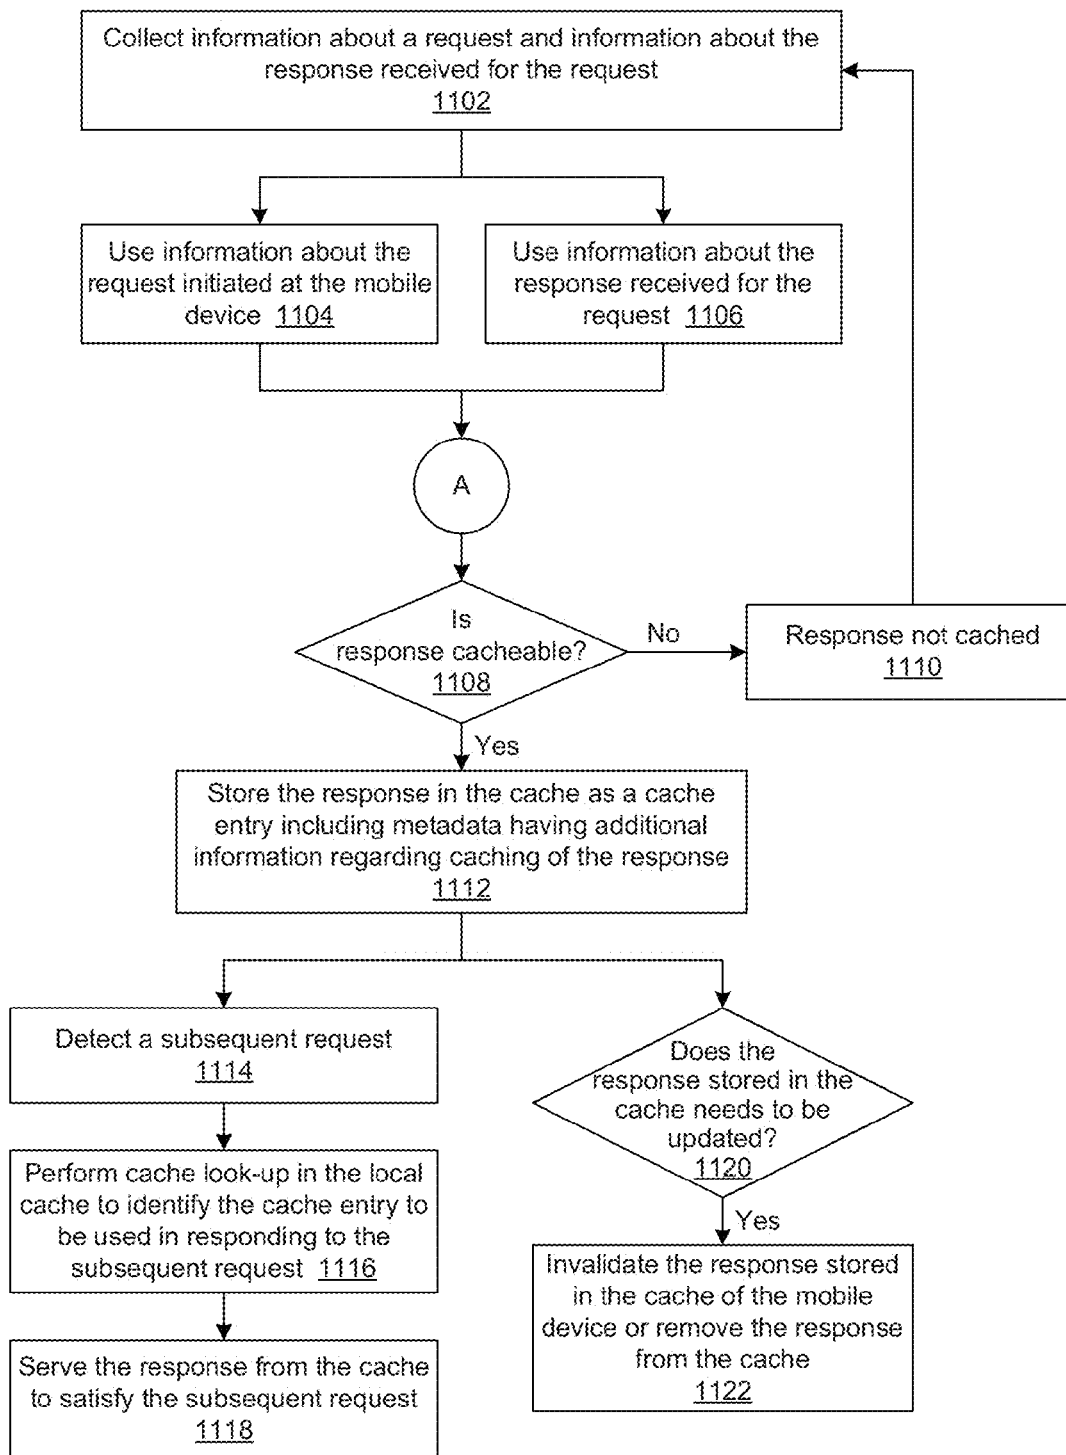 Collect information about a request and information about the
response received for the request
1102
Use information about the
request initiated at the mobile
device 1104
Use information about the
response received for the
request 1106
A
Is
response cacheable?
1108
No
Response not cached
1110
Yes
Store the response in the cache as a cache
entry including metadata having additional
information regarding caching of the response
1112
Detect a subsequent request
1114
Perform cache look-up in the local
cache to identify the cache entry to
be used in responding to the
subsequent request 1116
Serve the response from the cache
to satisfy the subsequent request
1118
Does the
response stored in the
cache needs to be
updated?
1120
Yes
Invalidate the response stored
in the cache of the mobile
device or remove the response
from the cache
1122